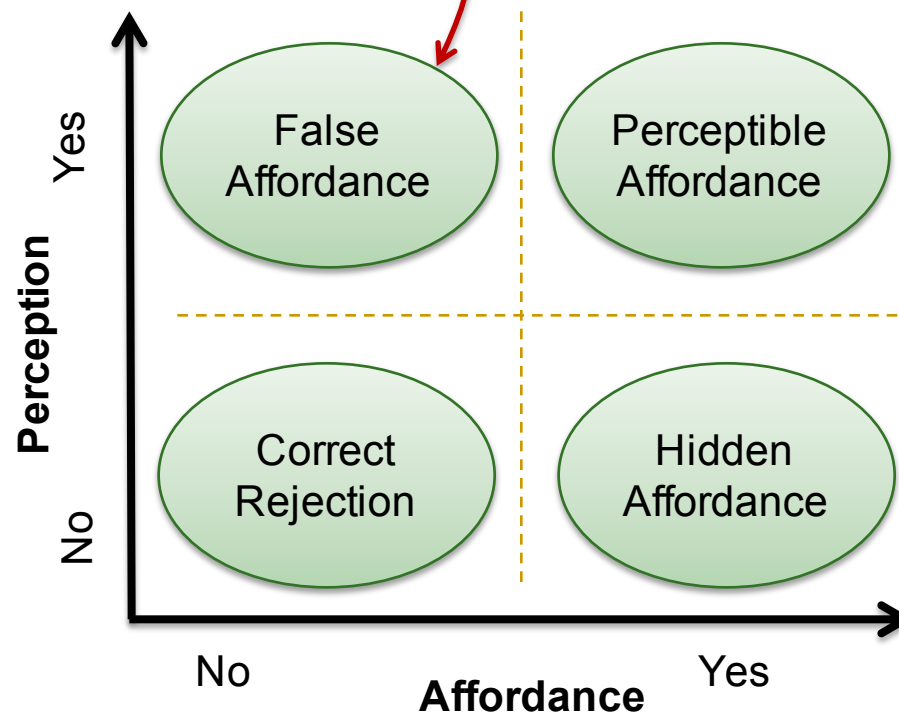 Yes
False
Affordance
Perceptible
Affordance
Perception
Correct
Rejection
Hidden
Affordance
No
No
Yes
Affordance